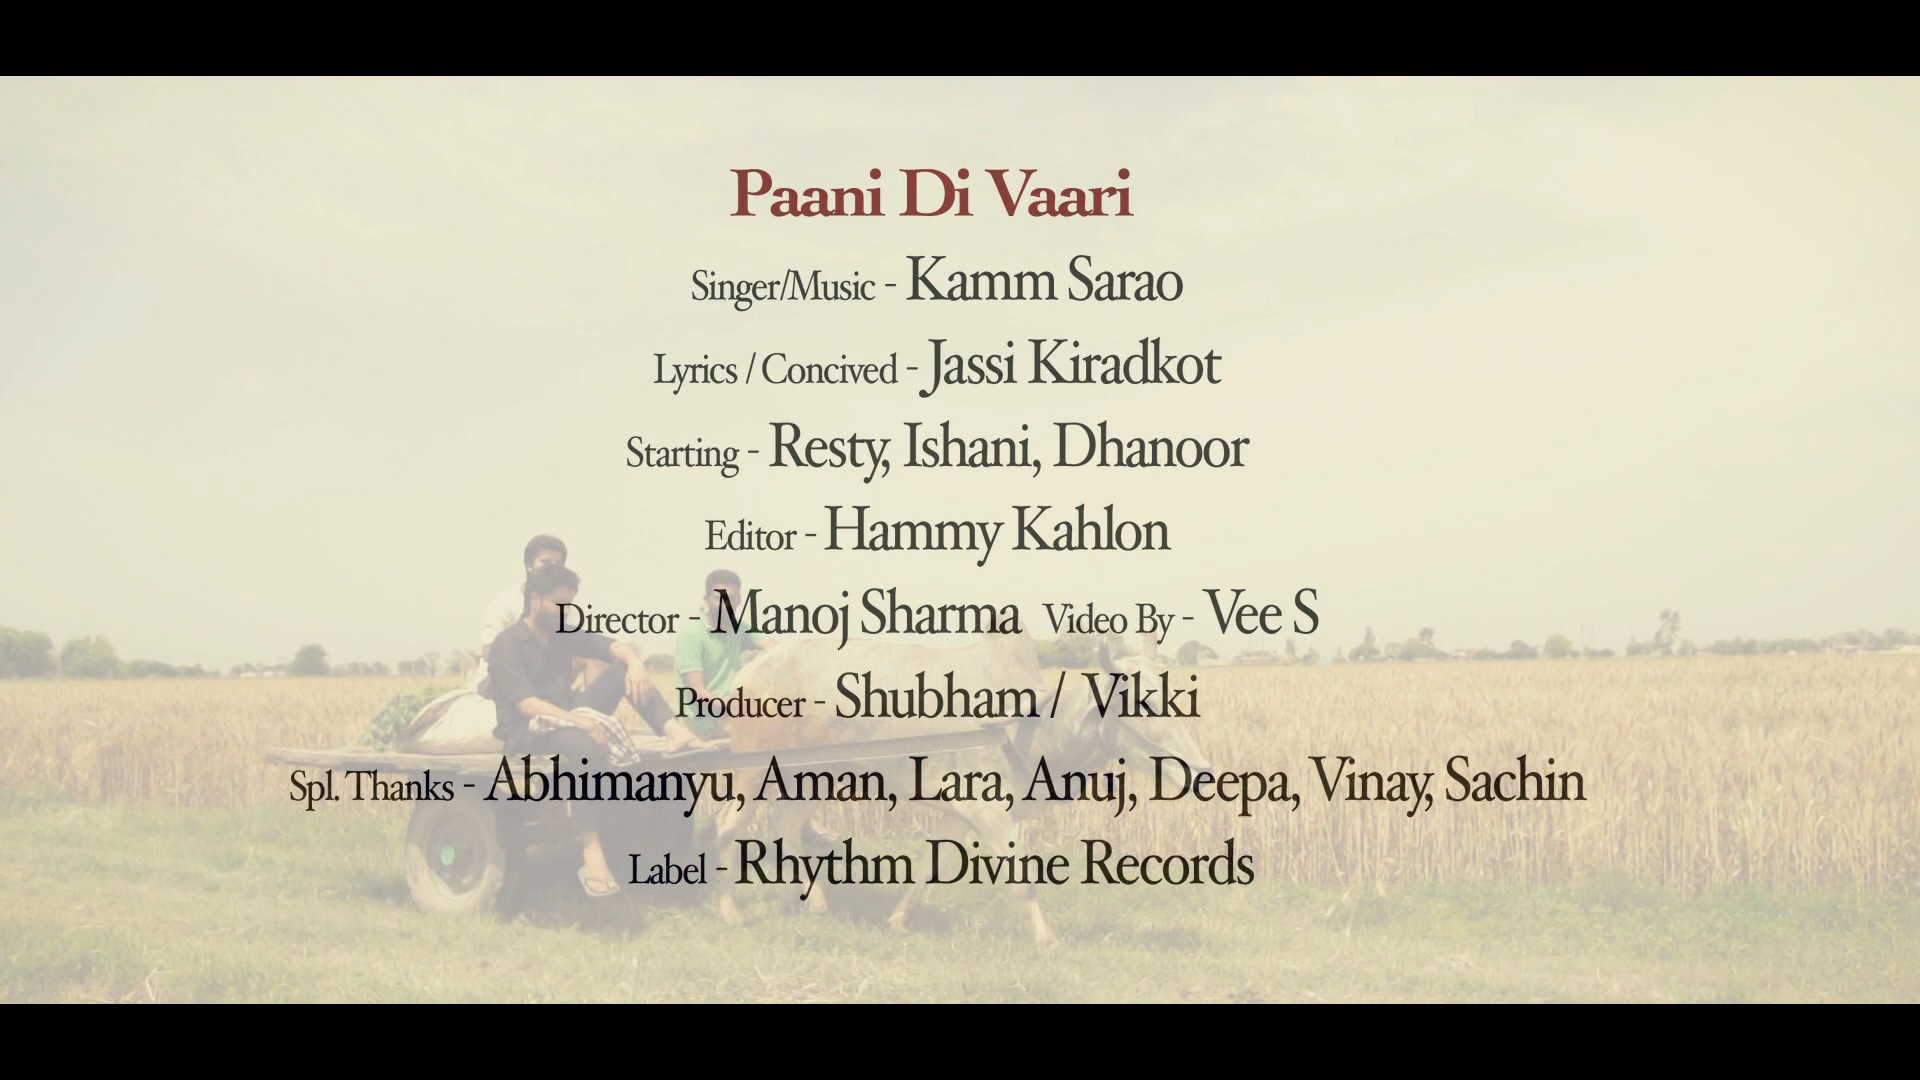 Paani Di Vaari
Singer/Music - Kamm Sarao
Lyrics / Concived - Jassi Kiradkot
Starting - Resty, Ishani, Dhanoor
Editor - Hammy Kahlon
Director - Manoj Sharma Video By - Vee S
Producer - Shubham / Vikki
Spl. Thanks - Abhimanyu, Aman, Lara, Anuj, Deepa, Vinay, Sachin
Label - Rhythm Divine Records